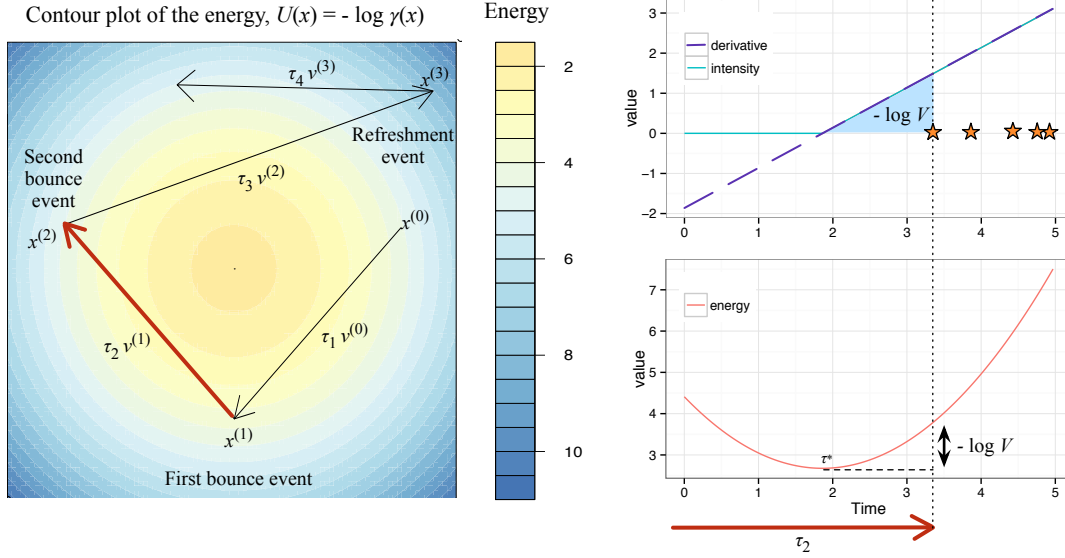 Contour plot of the energy, U(x) = - log γ(x)
Energy
τ₄ v⁽³⁾
x⁽³⁾
Refreshment
event
Second
bounce
event
τ₃ v⁽²⁾
x⁽²⁾
x⁽⁰⁾
τ₂ v⁽¹⁾
τ₁ v⁽⁰⁾
x⁽¹⁾
First bounce event
2
4
6
8
10
value
3
2
1
0
−1
−2
derivative
intensity
- log V
0 1 2 3 4 5
value
7
6
5
4
3
energy
τ*
- log V
0 1 2 3 4 5
Time
τ₂